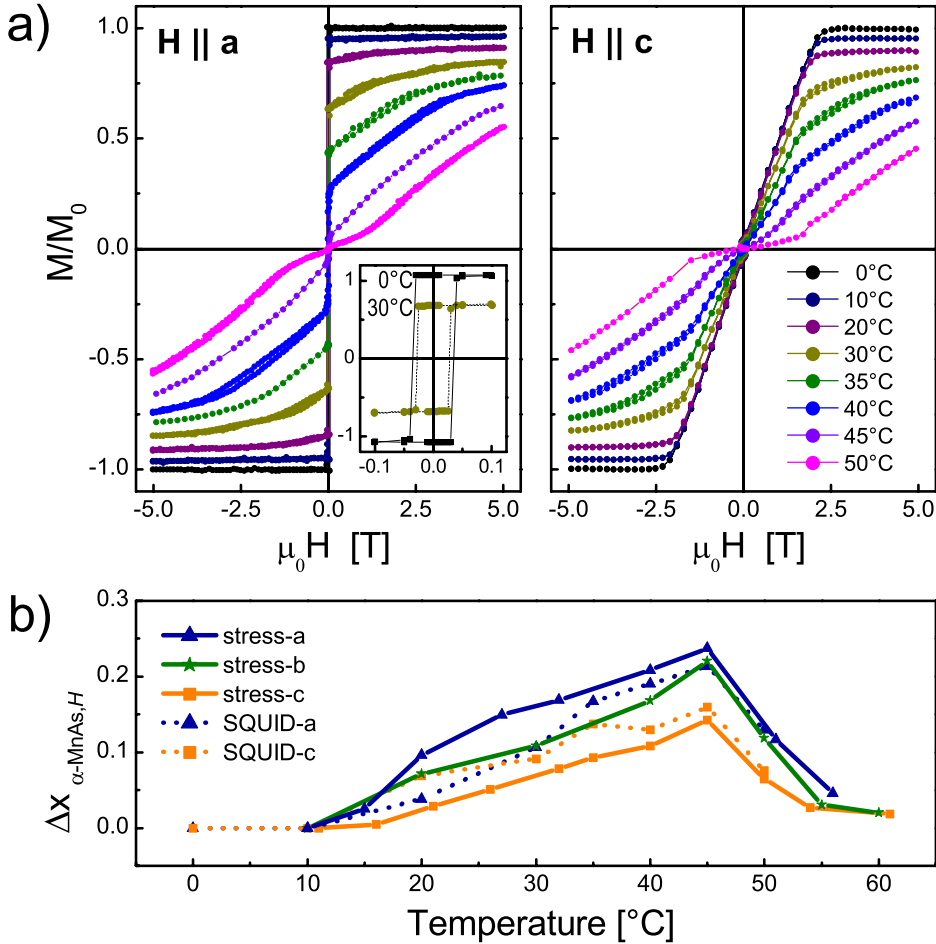 a)
H || a
H || c
1.0
0.5
0.0
-0.5
-1.0
M/M0
1
0
-1
0°C
30°C
-0.1 0.0 0.1
0°C
10°C
20°C
30°C
35°C
40°C
45°C
50°C
-5.0 -2.5 0.0 2.5 5.0
-5.0 -2.5 0.0 2.5 5.0
μ0H [T]
μ0H [T]
b)
0.3
0.2
0.1
0.0
Δx α-MnAs,H
stress-a
stress-b
stress-c
SQUID-a
SQUID-c
0 10 20 30 40 50 60
Temperature [°C]